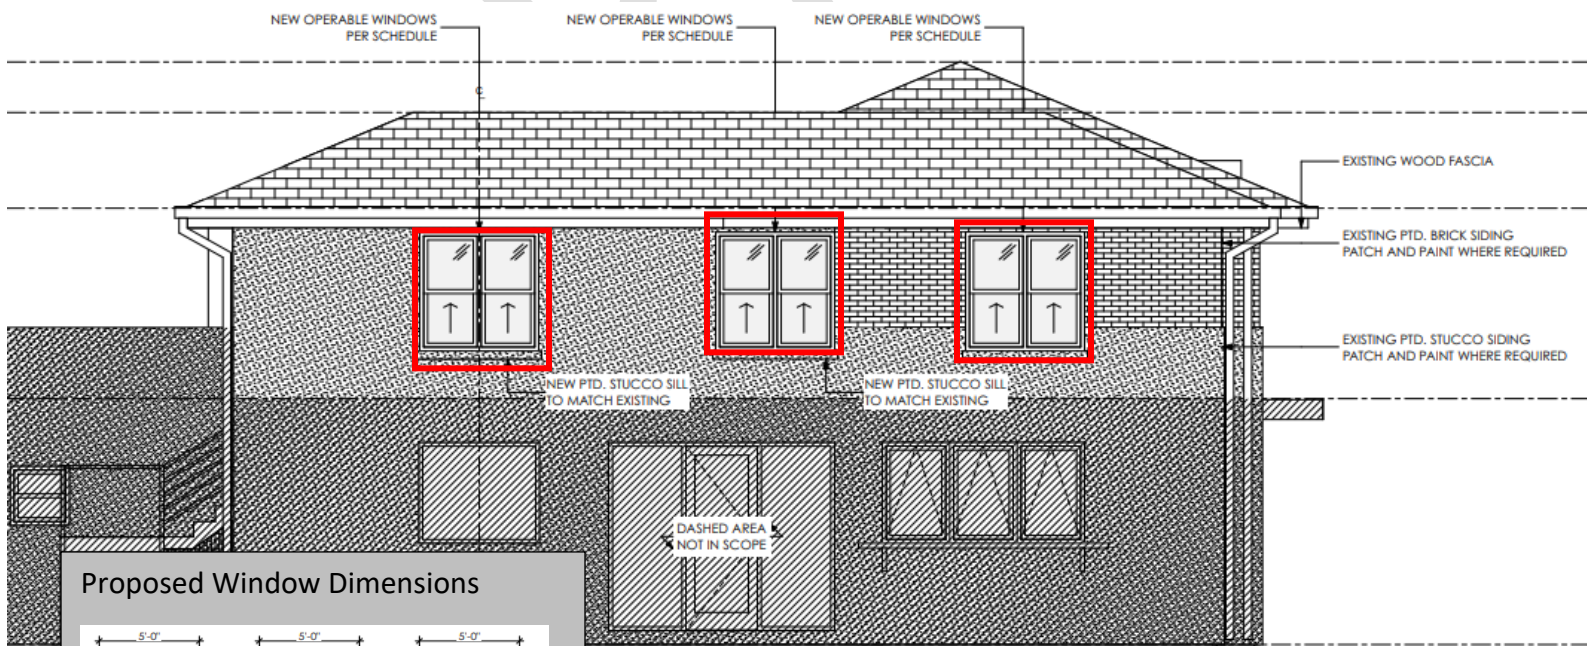 NEW OPERABLE WINDOWS
PER SCHEDULE
NEW OPERABLE WINDOWS
PER SCHEDULE
NEW OPERABLE WINDOWS
PER SCHEDULE
C
EXISTING WOOD FASCIA
EXISTING PTD. BRICK SIDING
PATCH AND PAINT WHERE REQUIRED
EXISTING PTD. STUCCO SIDING
PATCH AND PAINT WHERE REQUIRED
NEW PTD. STUCCO SILL
TO MATCH EXISTING
NEW PTD. STUCCO SILL
TO MATCH EXISTING
DASHED AREA
NOT IN SCOPE
Proposed Window Dimensions
5'-0" 5'-0" 5'-0"